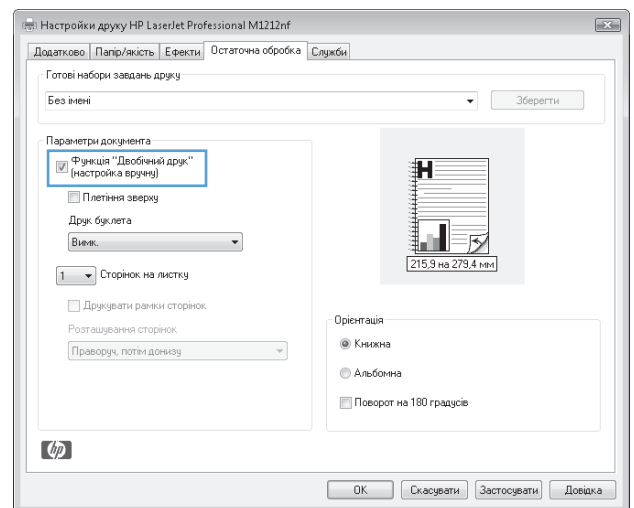 Настройки друку HP LaserJet Professional M1212nf
Додатково Папір/якість Ефекти Остаточна обробка Служби
Готові набори завдань друку
Без імені
Зберегти
Параметри документа
Функція "Двобічний друк"
(настройка вручну)
Плетіння зверху
Друк буклета
Вимк.
1 Сторінок на листку
Друкувати рамки сторінок
Розташування сторінок
Праворуч, потім донизу
H
215,9 на 279,4 мм
Орієнтація
Книжна
Альбомна
Поворот на 180 градусів
hp
OK Скасувати Застосувати Довідка